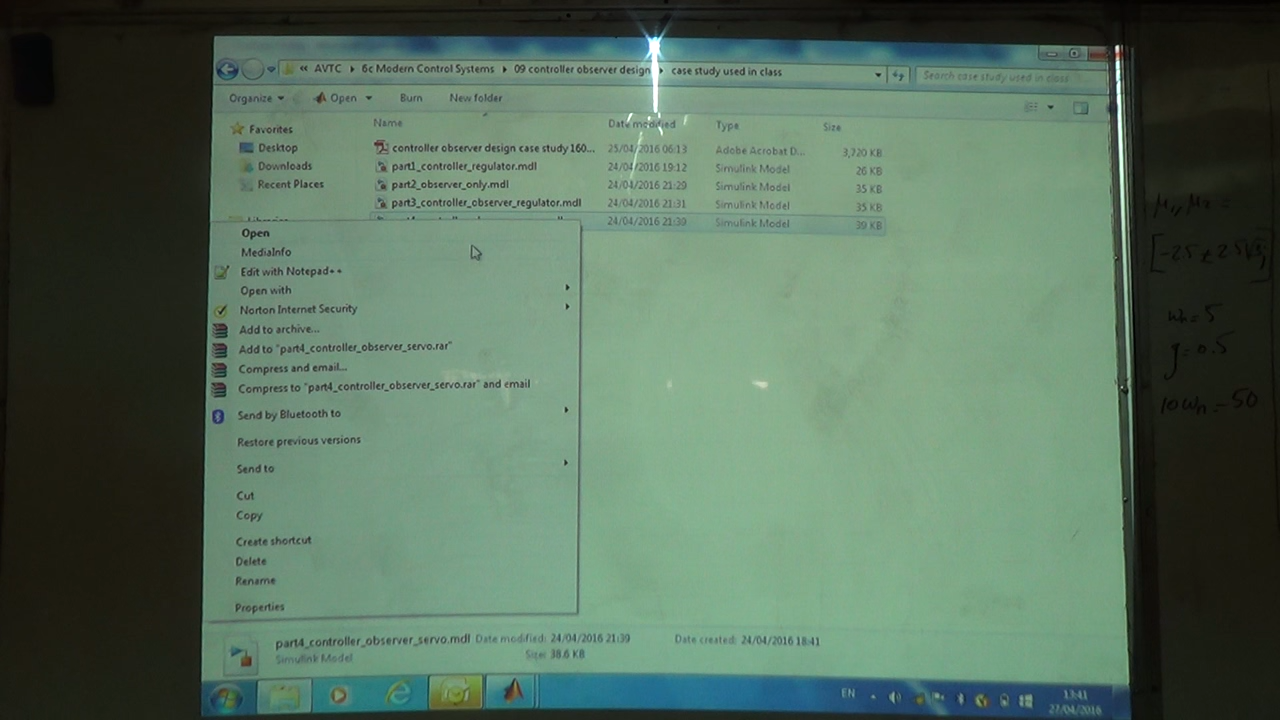 « AVTC ▸ 6c Modern Control Systems ▸ 09 controller observer design ▸ case study used in class
Search case study used in class
Organize Open Burn New folder
Name Date modified Type Size
Favorites
Desktop
Downloads
Recent Places
controller observer design case study 160... 25/04/2016 06:13 Adobe Acrobat D... 3,720 KB
part1_controller_regulator.mdl 24/04/2016 19:12 Simulink Model 26 KB
part2_observer_only.mdl 24/04/2016 21:29 Simulink Model 35 KB
part3_controller_observer_regulator.mdl 24/04/2016 21:31 Simulink Model 35 KB
24/04/2016 21:39 Simulink Model 39 KB
Open
MediaInfo
Edit with Notepad++
Open with
Norton Internet Security
Add to archive...
Add to "part4_controller_observer_servo.rar"
Compress and email...
Compress to "part4_controller_observer_servo.rar" and email
Send by Bluetooth to
Restore previous versions
Send to
Cut
Copy
Create shortcut
Delete
Rename
Properties
part4_controller_observer_servo.mdl Date modified: 24/04/2016 21:39 Date created: 24/04/2016 18:41
Simulink Model Size: 38.6 KB
EN
13:41
27/04/2016
μ1, μ2 =
wn = 5
= 0.5
10wn = 50